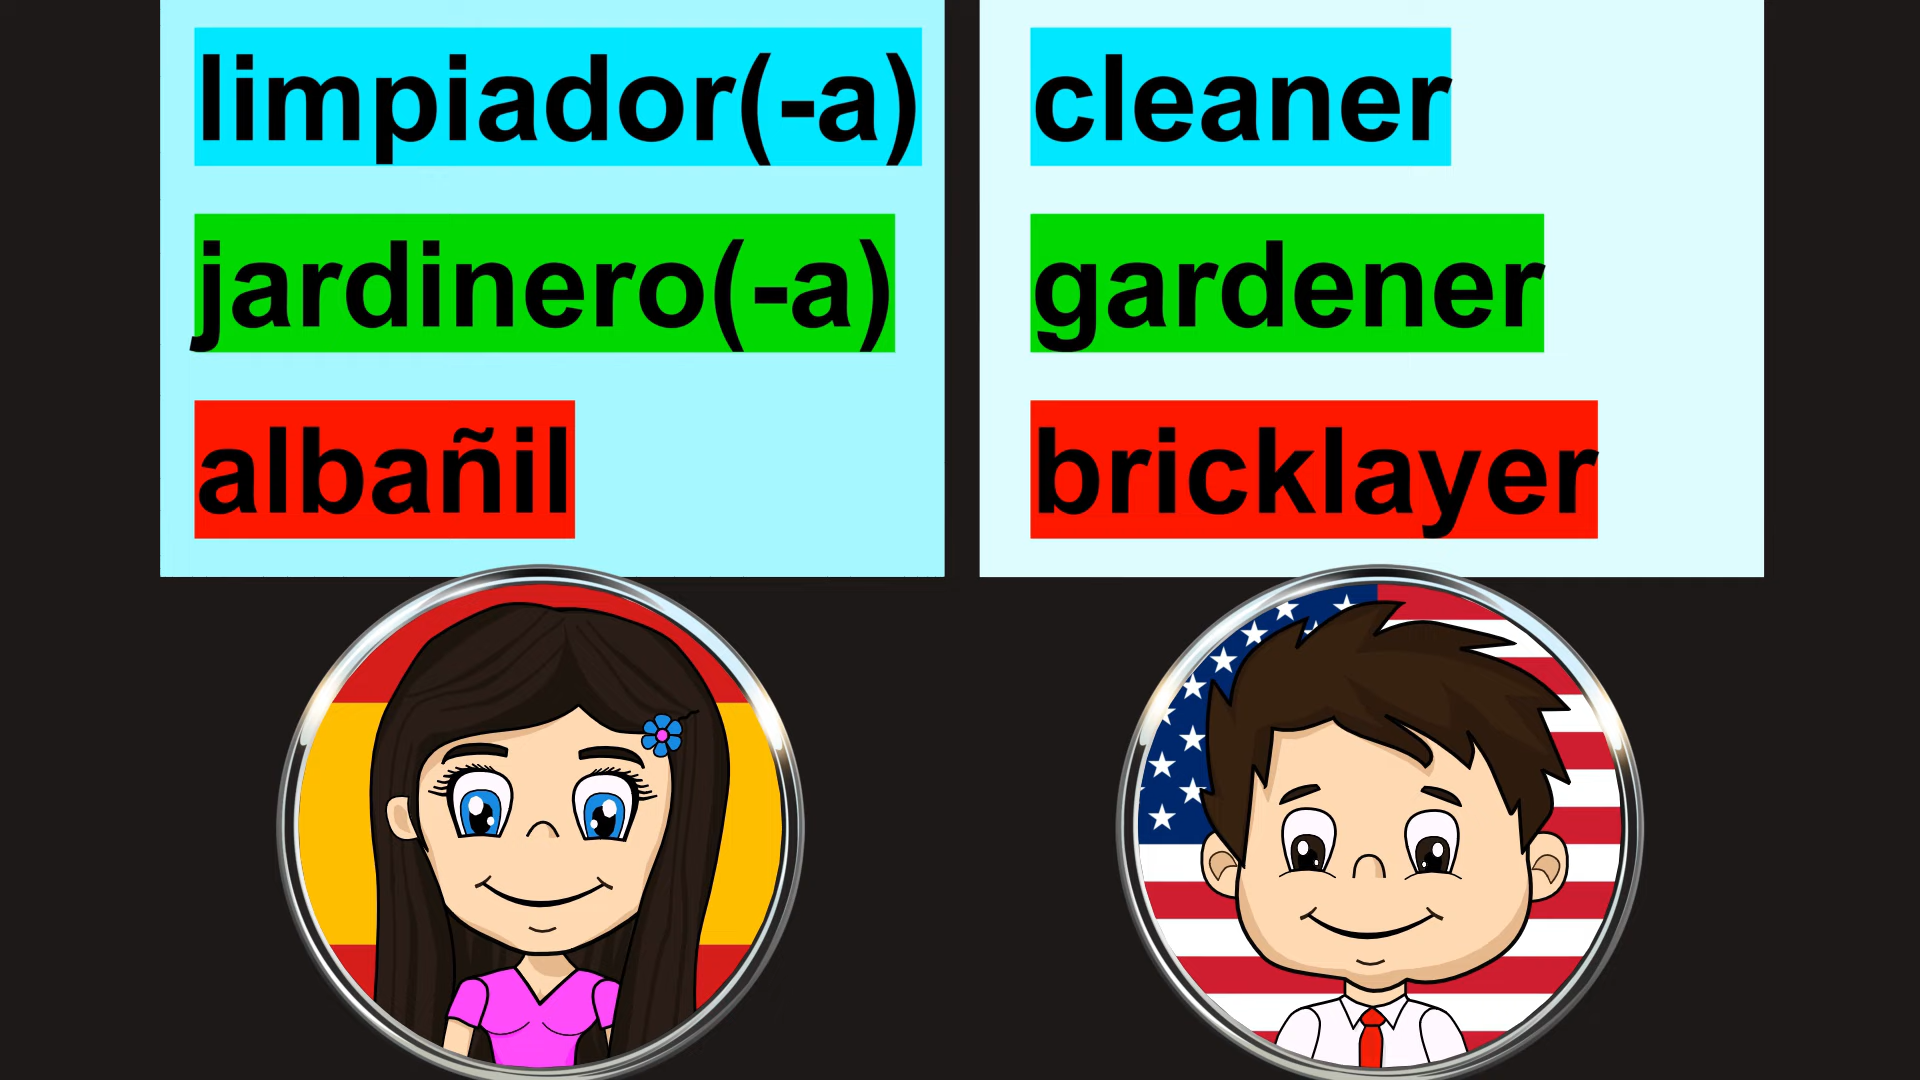 limpiador(-a)
cleaner
jardinero(-a)
gardener
albañil
bricklayer